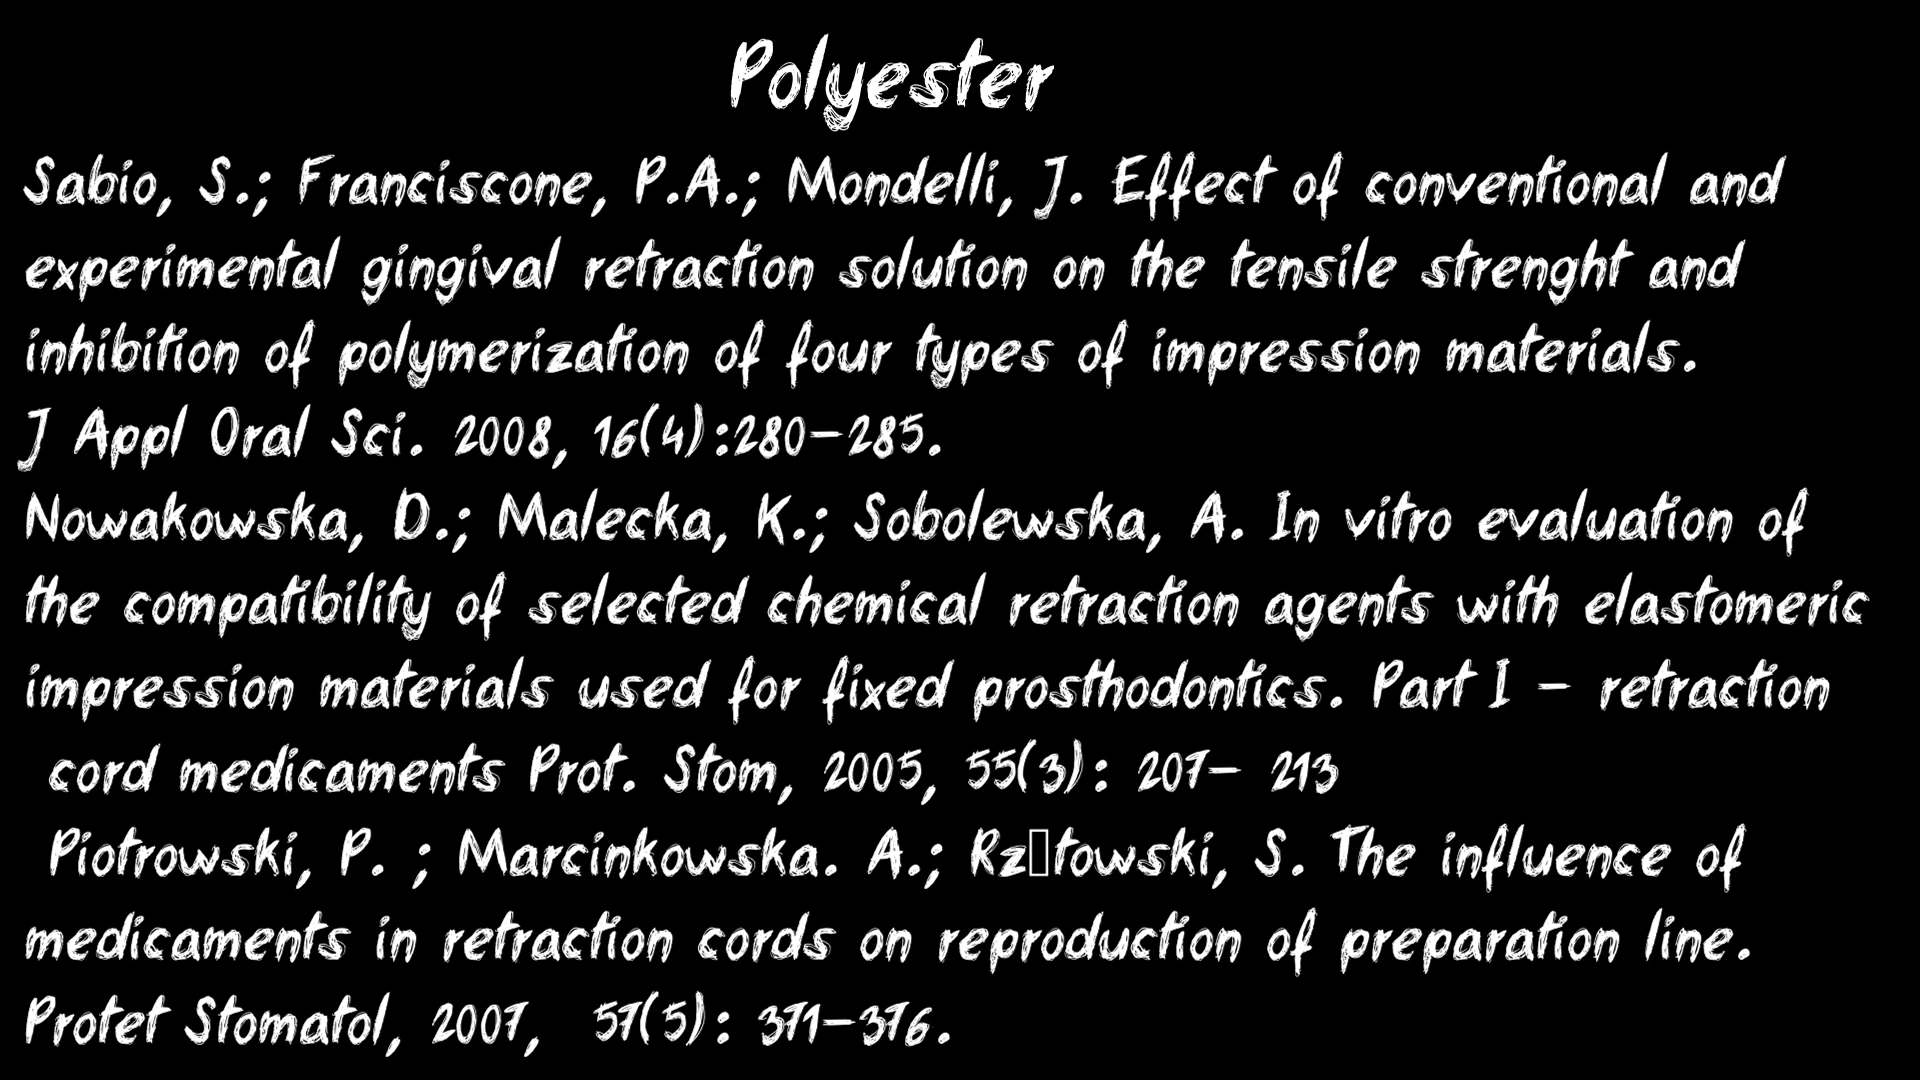 Polyester
Sabio, S.; Franciscone, P.A.; Mondelli, J. Effect of conventional and
experimental gingival retraction solution on the tensile strenght and
inhibition of polymerization of four types of impression materials.
J Appl Oral Sci. 2008, 16(4):280-285.
Nowakowska, D.; Malecka, K.; Sobolewska, A. In vitro evaluation of
the compatibility of selected chemical retraction agents with elastomeric
impression materials used for fixed prosthodontics. Part I - retraction
cord medicaments Prot. Stom, 2005, 55(3): 207- 213
Piotrowski, P. ; Marcinkowska. A.; Rz▯towski, S. The influence of
medicaments in retraction cords on reproduction of preparation line.
Protet Stomatol, 2007, 57(5): 371-376.